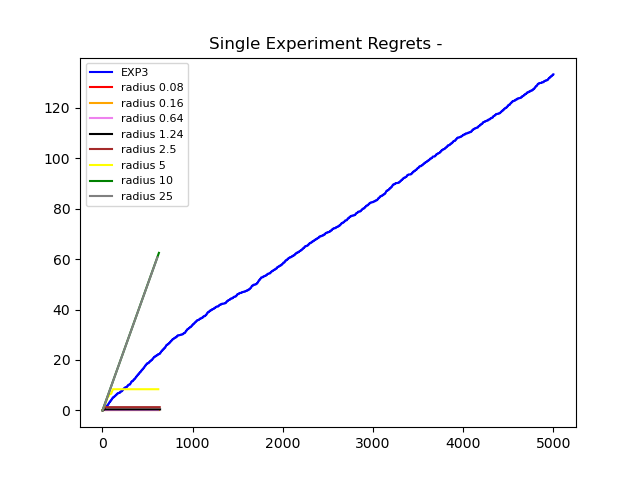 Single Experiment Regrets -
EXP3
radius 0.08
radius 0.16
radius 0.64
radius 1.24
radius 2.5
radius 5
radius 10
radius 25
120
100
80
60
40
20
0
0 1000 2000 3000 4000 5000